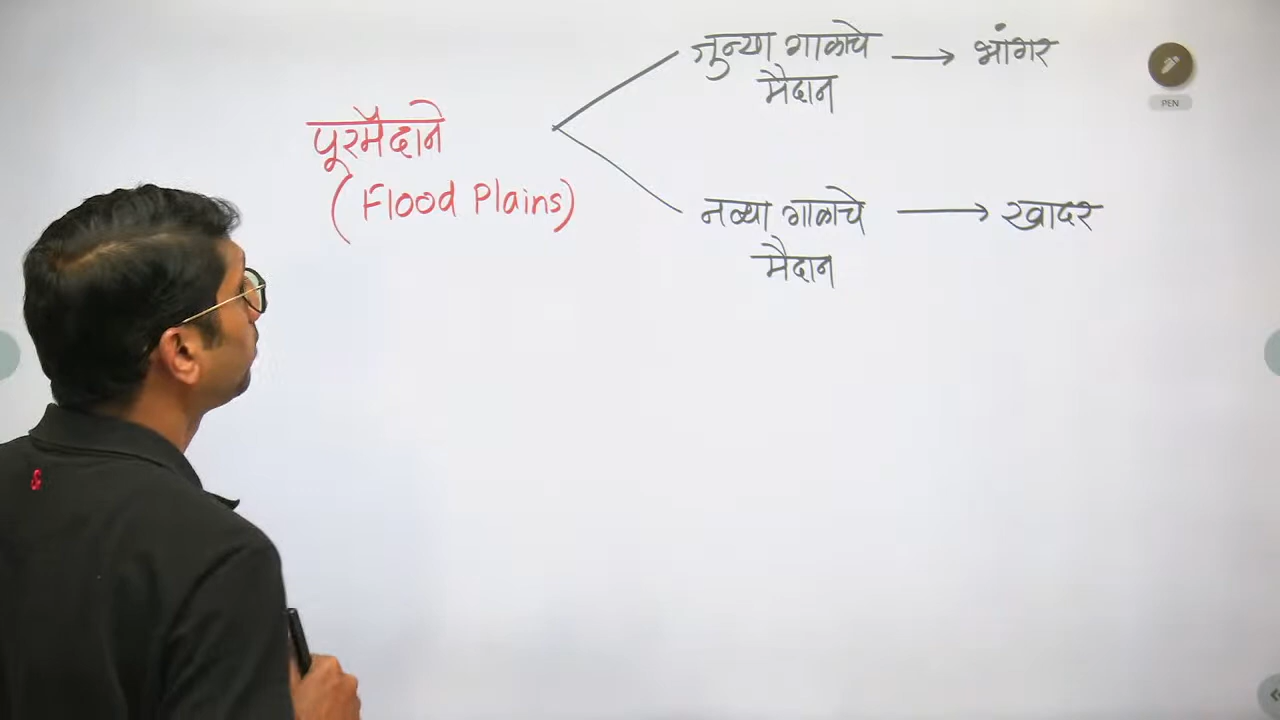 पूरमैदाने
(Flood Plains)
जुन्या गाळाचे
मैदान
→ भांगर
नव्या गाळाचे
मैदान
→ खादर
PEN